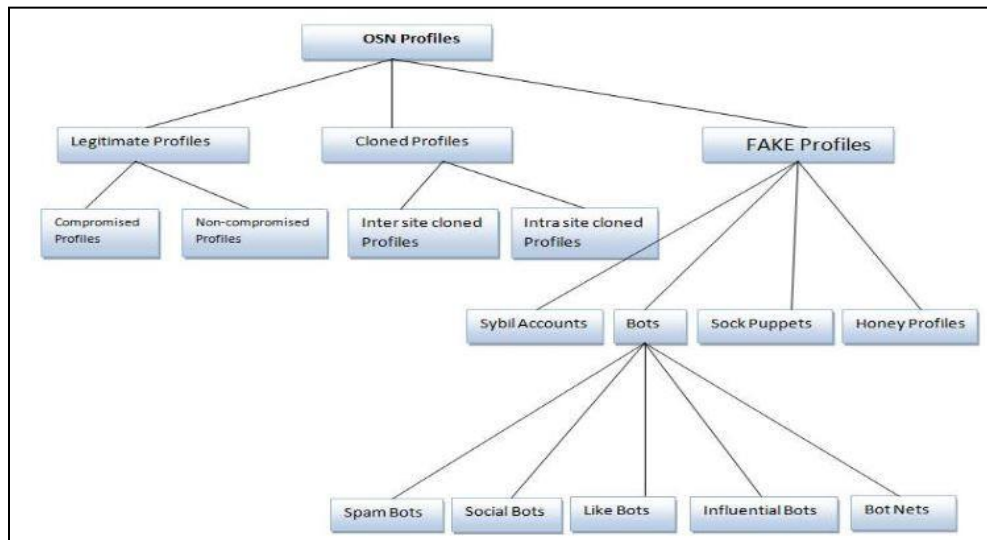 OSN Profiles
Legitimate Profiles
Cloned Profiles
FAKE Profiles
Compromised
Profiles
Non-compromised
Profiles
Inter site cloned
Profiles
Intra site cloned
Profiles
Sybil Accounts
Bots
Sock Puppets
Honey Profiles
Spam Bots
Social Bots
Like Bots
Influential Bots
Bot Nets